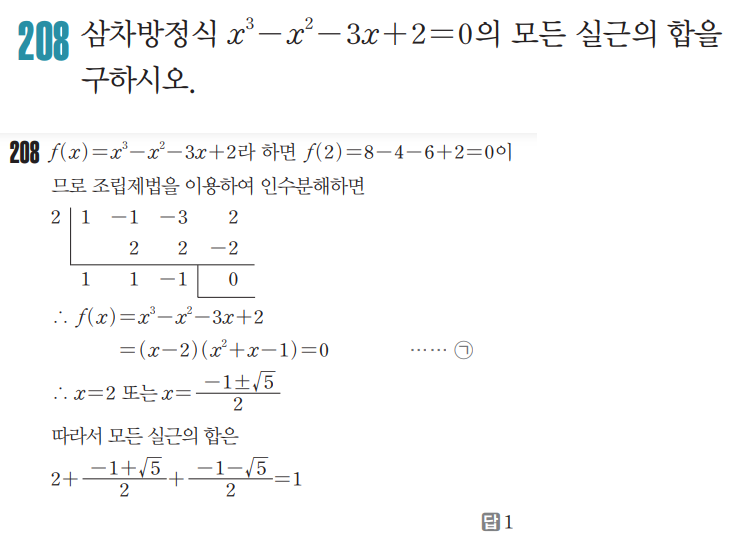 208 삼차방정식 x³−x²−3x+2=0의 모든 실근의 합을
구하시오.
208 f(x)=x³−x²−3x+2라 하면 f(2)=8−4−6+2=0이
므로 조립제법을 이용하여 인수분해하면
2 | 1 −1 −3 2
2 2 −2
1 1 −1 0
∴ f(x)=x³−x²−3x+2
=(x−2)(x²+x−1)=0 …… ㉠
∴ x=2 또는 x=(−1±√5)/2
따라서 모든 실근의 합은
2+(−1+√5)/2+(−1−√5)/2=1
답 1